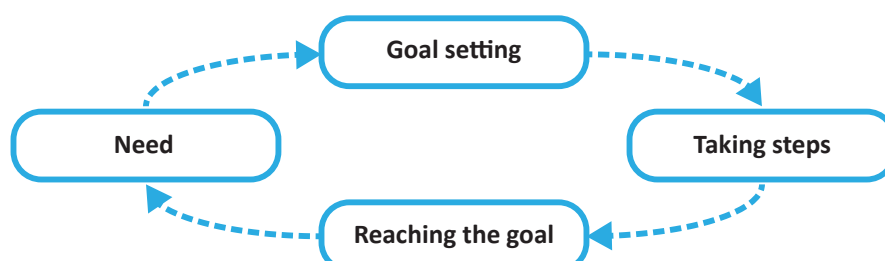 Goal setting
Need
Taking steps
Reaching the goal